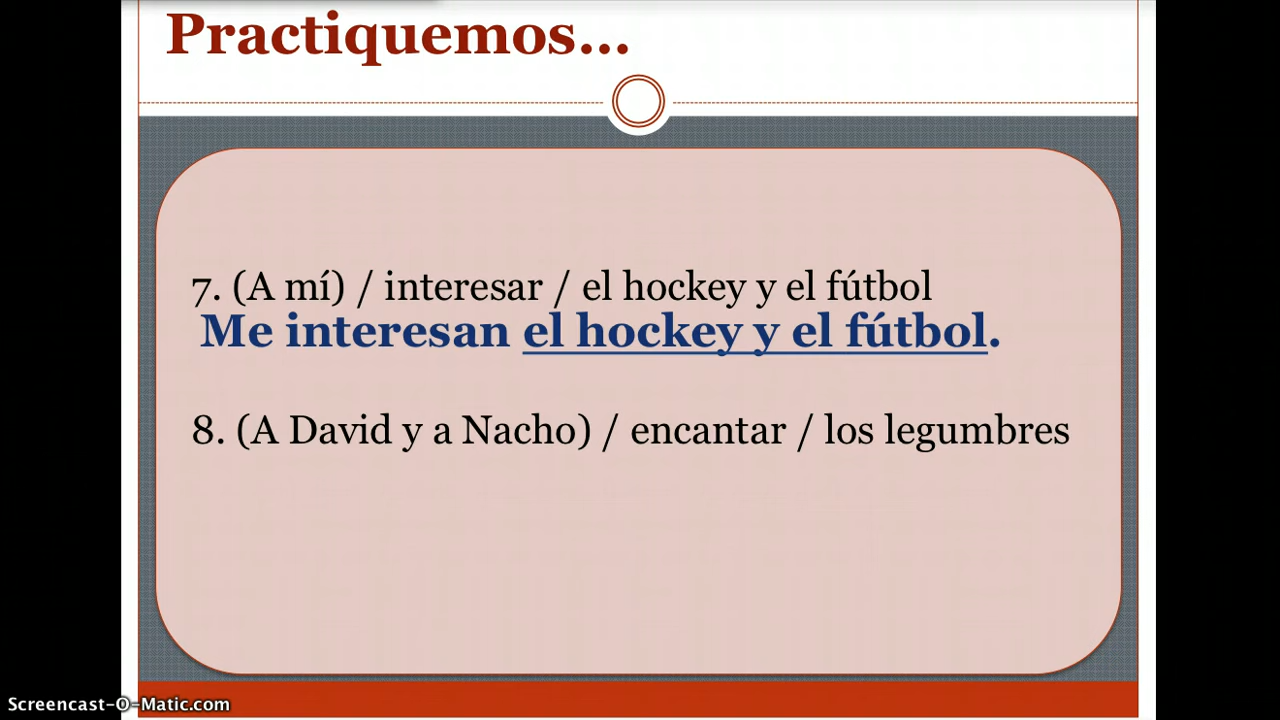 Practiquemos...
7. (A mí) / interesar / el hockey y el fútbol
Me interesan el hockey y el fútbol.
8. (A David y a Nacho) / encantar / los legumbres
Screencast-O-Matic.com